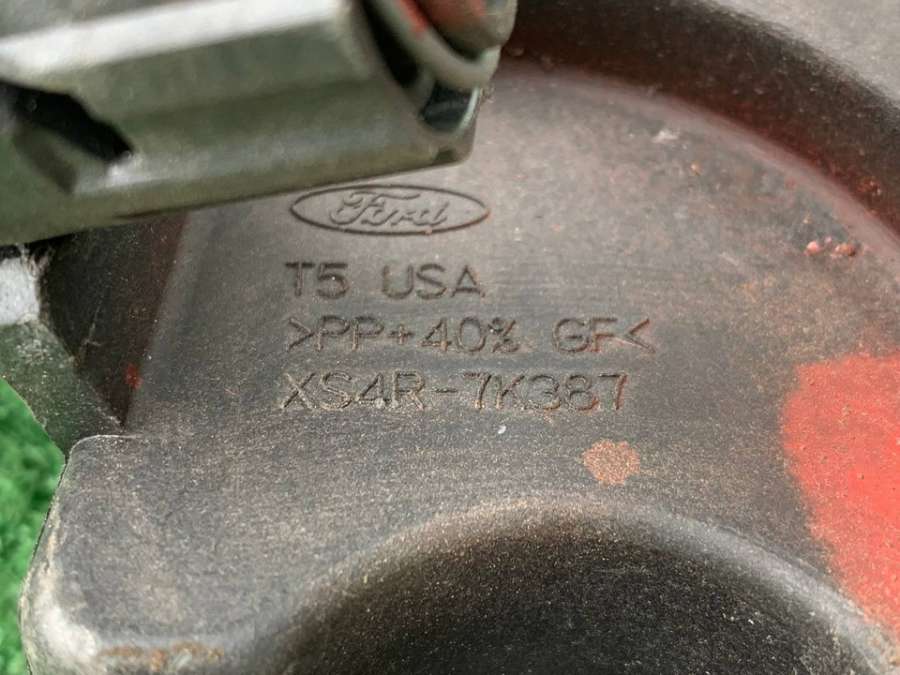 Ford
T5 USA
>PP+40% GF<
XS4R-7K387